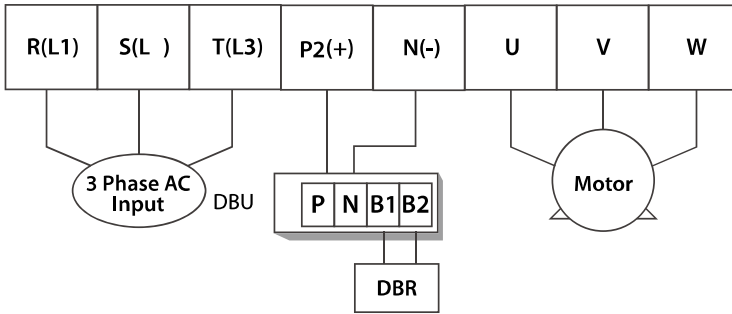 R(L1) S(L ) T(L3) P2(+) N(-) U V W
3 Phase AC
Input
DBU
P N B1 B2
Motor
DBR